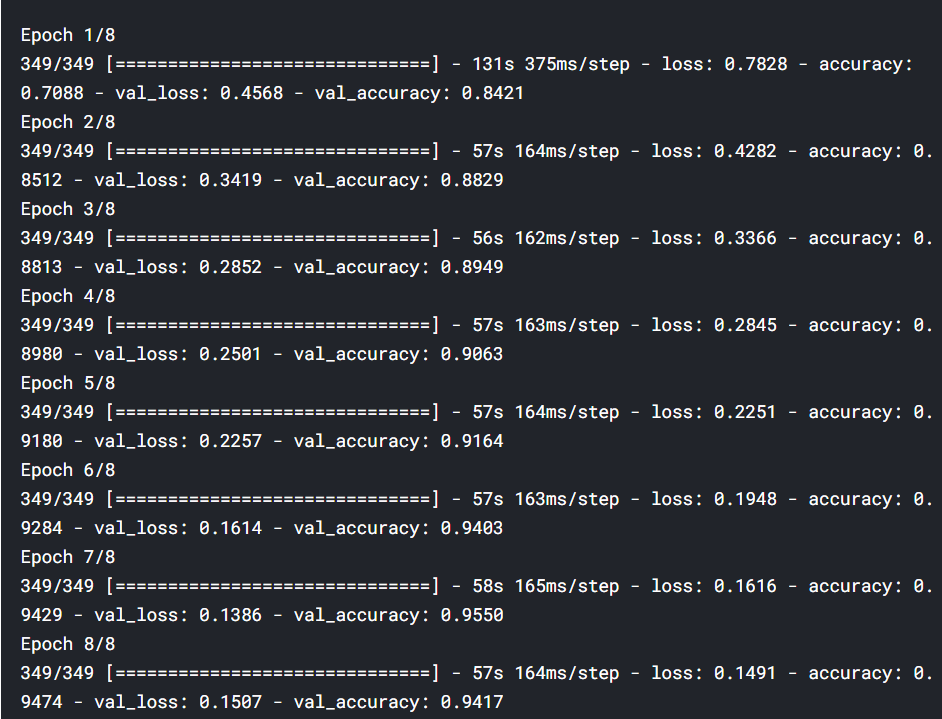 Epoch 1/8
349/349 [==============================] - 131s 375ms/step - loss: 0.7828 - accuracy:
0.7088 - val_loss: 0.4568 - val_accuracy: 0.8421
Epoch 2/8
349/349 [==============================] - 57s 164ms/step - loss: 0.4282 - accuracy: 0.
8512 - val_loss: 0.3419 - val_accuracy: 0.8829
Epoch 3/8
349/349 [==============================] - 56s 162ms/step - loss: 0.3366 - accuracy: 0.
8813 - val_loss: 0.2852 - val_accuracy: 0.8949
Epoch 4/8
349/349 [==============================] - 57s 163ms/step - loss: 0.2845 - accuracy: 0.
8980 - val_loss: 0.2501 - val_accuracy: 0.9063
Epoch 5/8
349/349 [==============================] - 57s 164ms/step - loss: 0.2251 - accuracy: 0.
9180 - val_loss: 0.2257 - val_accuracy: 0.9164
Epoch 6/8
349/349 [==============================] - 57s 163ms/step - loss: 0.1948 - accuracy: 0.
9284 - val_loss: 0.1614 - val_accuracy: 0.9403
Epoch 7/8
349/349 [==============================] - 58s 165ms/step - loss: 0.1616 - accuracy: 0.
9429 - val_loss: 0.1386 - val_accuracy: 0.9550
Epoch 8/8
349/349 [==============================] - 57s 164ms/step - loss: 0.1491 - accuracy: 0.
9474 - val_loss: 0.1507 - val_accuracy: 0.9417